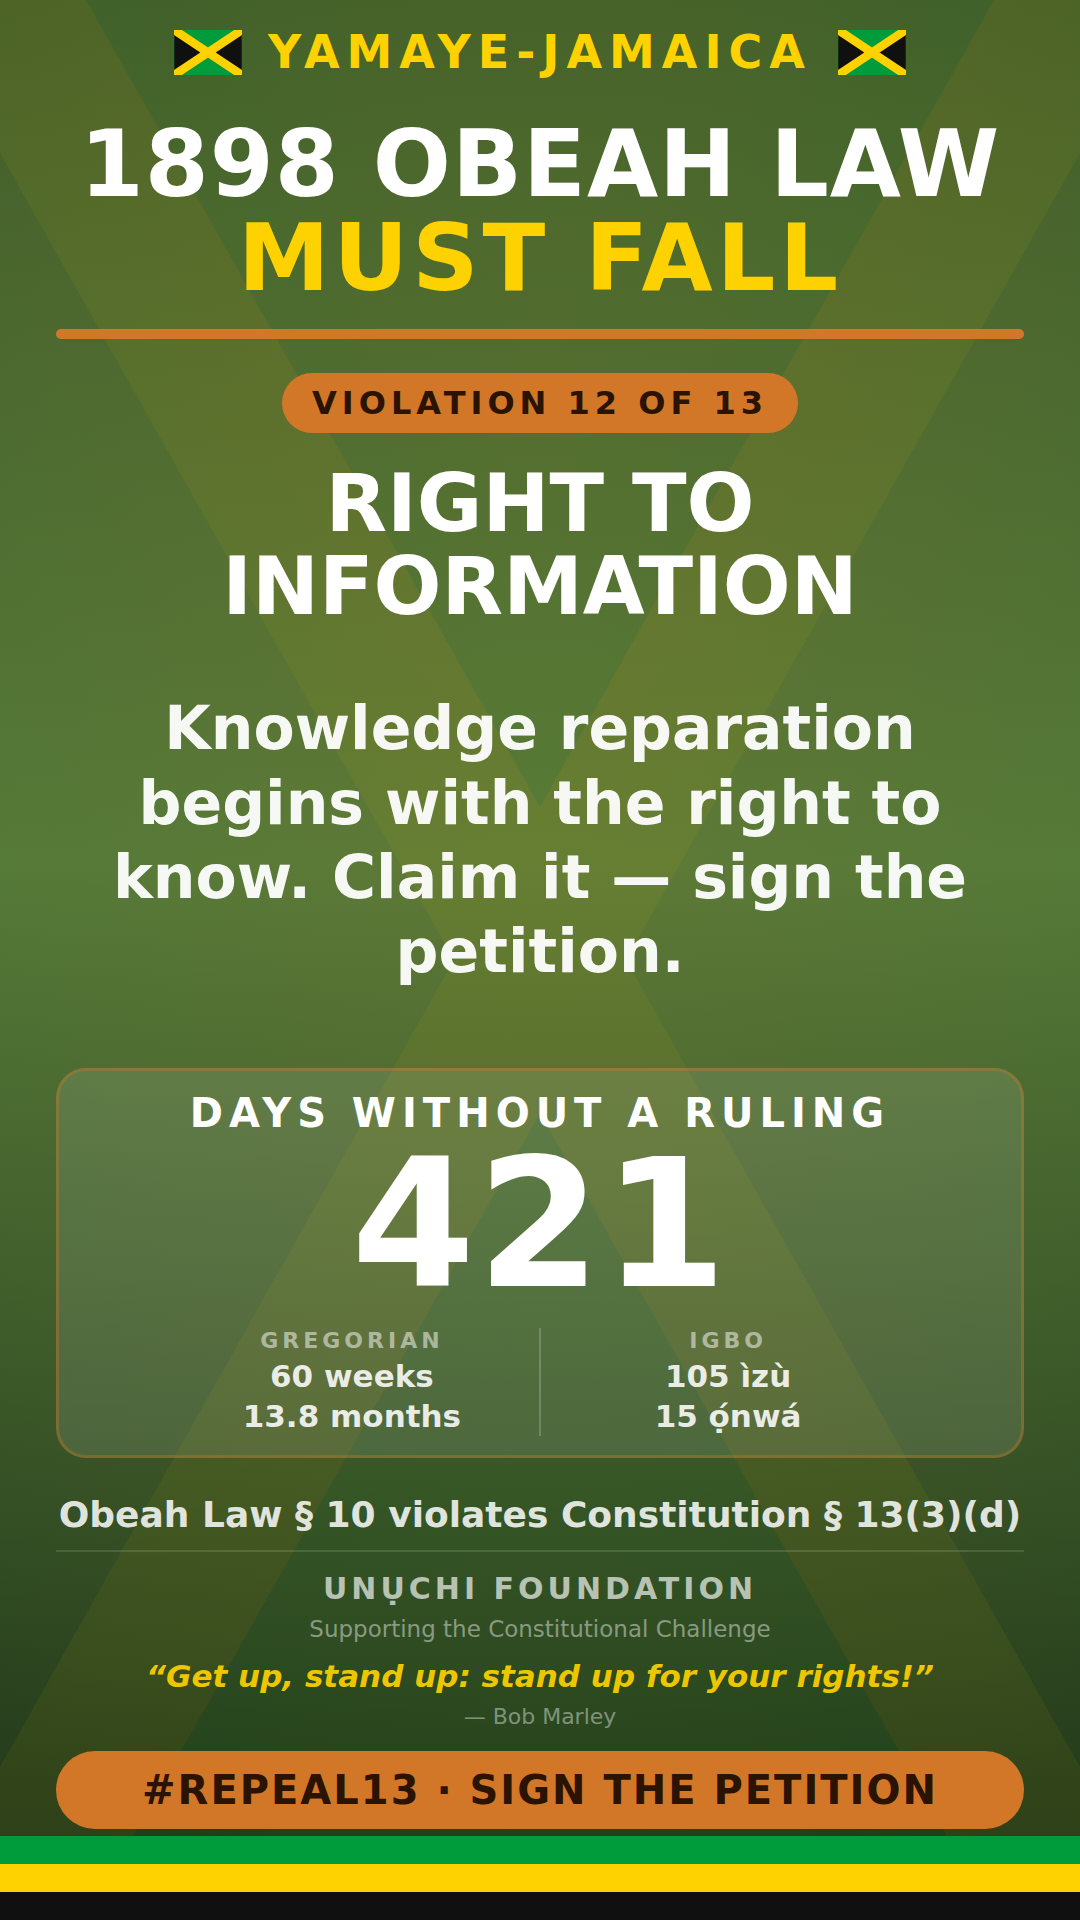 YAMAYE-JAMAICA
1898 OBEAH LAW
MUST FALL
VIOLATION 12 OF 13
RIGHT TO
INFORMATION
Knowledge reparation
begins with the right to
know. Claim it — sign the
petition.
DAYS WITHOUT A RULING
421
GREGORIAN
60 weeks
13.8 months
IGBO
105 ìzù
15 ọ́nwá
Obeah Law § 10 violates Constitution § 13(3)(d)
UNỤCHI FOUNDATION
Supporting the Constitutional Challenge
“Get up, stand up: stand up for your rights!”
— Bob Marley
#REPEAL13 · SIGN THE PETITION